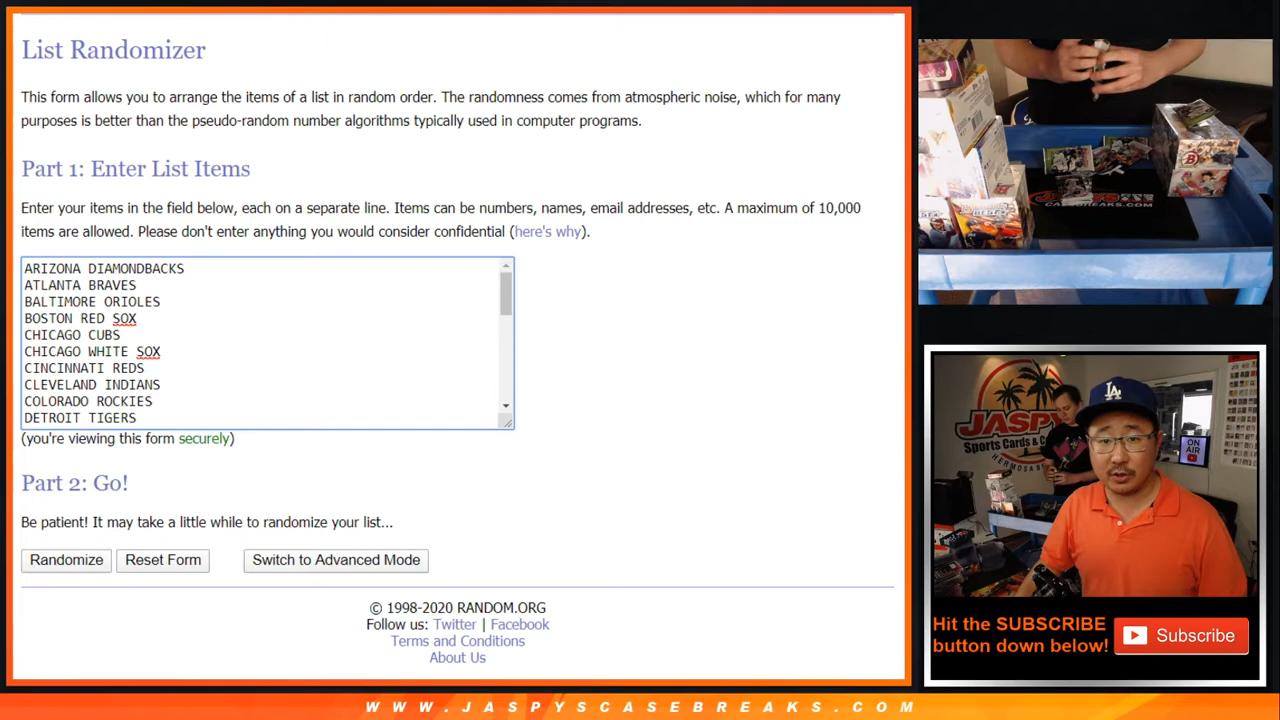 List Randomizer
This form allows you to arrange the items of a list in random order. The randomness comes from atmospheric noise, which for many
purposes is better than the pseudo-random number algorithms typically used in computer programs.
Part 1: Enter List Items
Enter your items in the field below, each on a separate line. Items can be numbers, names, email addresses, etc. A maximum of 10,000
items are allowed. Please don't enter anything you would consider confidential (here's why).
ARIZONA DIAMONDBACKS
ATLANTA BRAVES
BALTIMORE ORIOLES
BOSTON RED SOX
CHICAGO CUBS
CHICAGO WHITE SOX
CINCINNATI REDS
CLEVELAND INDIANS
COLORADO ROCKIES
DETROIT TIGERS
(you're viewing this form securely)
Part 2: Go!
Be patient! It may take a little while to randomize your list...
Randomize Reset Form Switch to Advanced Mode
© 1998-2020 RANDOM.ORG
Follow us: Twitter | Facebook
Terms and Conditions
About Us
JASPY
Sports Cards & C
HERMOSA B
ON
AIR
LA
Hit the SUBSCRIBE
button down below!
Subscribe
WWW.JASPYSCASEBREAKS.COM